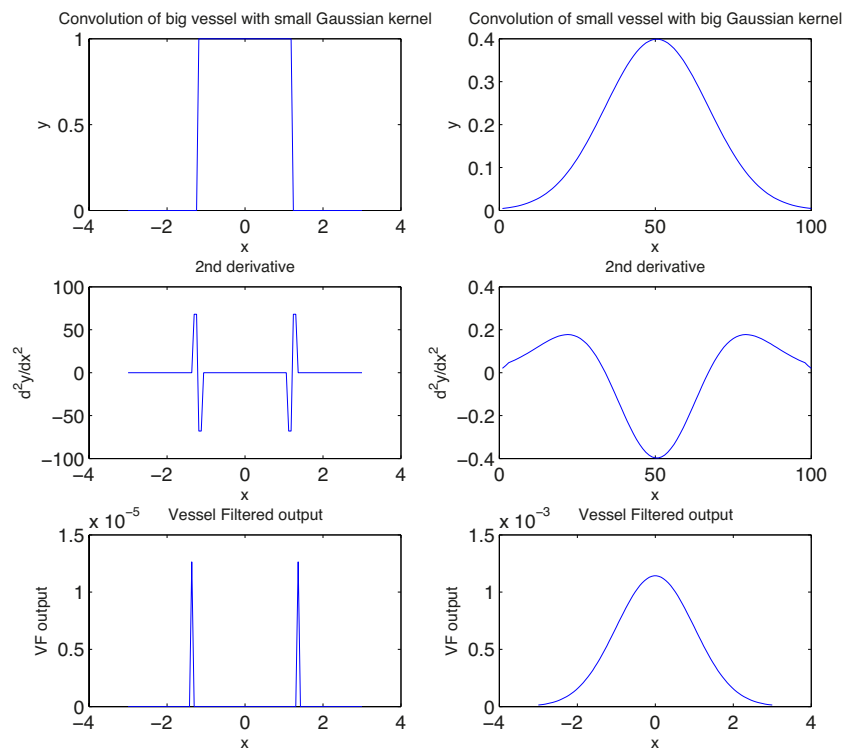 Convolution of big vessel with small Gaussian kernel
1
0.5
0
y
−4
−2
0
2
4
x
Convolution of small vessel with big Gaussian kernel
0.4
0.3
0.2
0.1
0
y
0
50
100
x
2nd derivative
100
50
0
−50
−100
d²y/dx²
−4
−2
0
2
4
x
2nd derivative
0.4
0.2
0
−0.2
−0.4
d²y/dx²
0
50
100
x
Vessel Filtered output
x 10⁻⁵
1.5
1
0.5
0
VF output
−4
−2
0
2
4
x
Vessel Filtered output
x 10⁻³
1.5
1
0.5
0
VF output
−4
−2
0
2
4
x